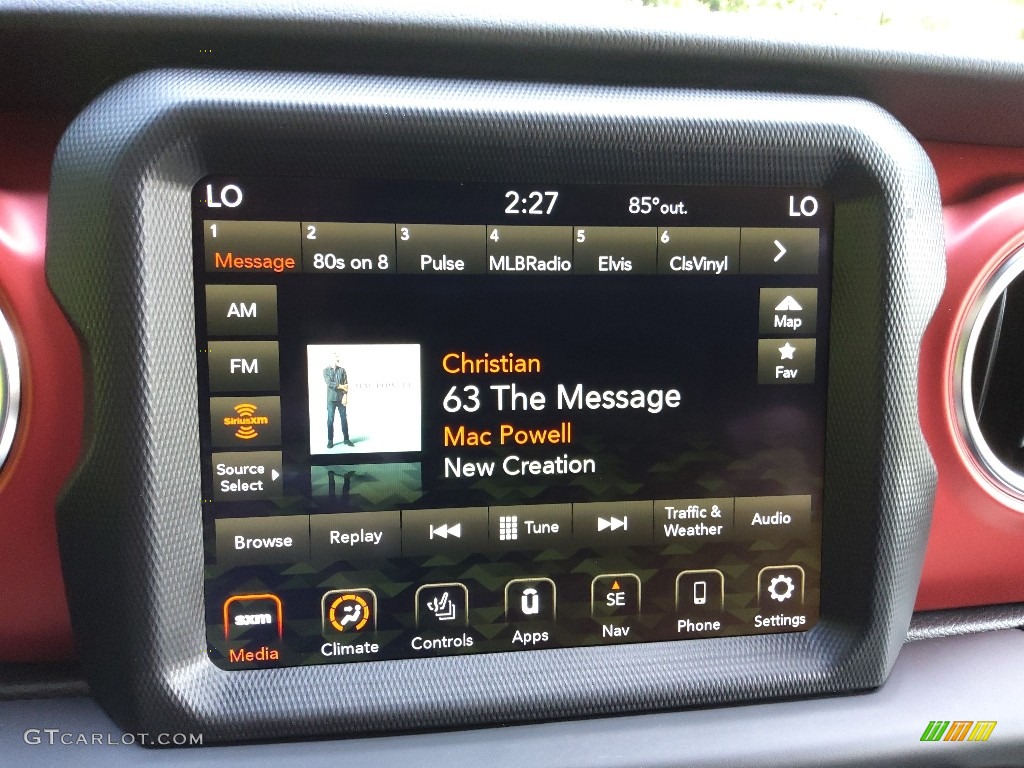 LO 2:27 85°out. LO
1 2 3 4 5 6
Message 80s on 8 Pulse MLBRadio Elvis ClsVinyl
AM
Map
FM
Fav
SiriusXM
Source
Select
MAC POWELL
Christian
63 The Message
Mac Powell
New Creation
Browse Replay Tune Traffic &
Weather Audio
sxm SE
Media Climate Controls Apps Nav Phone Settings
GTCARLOT.COM